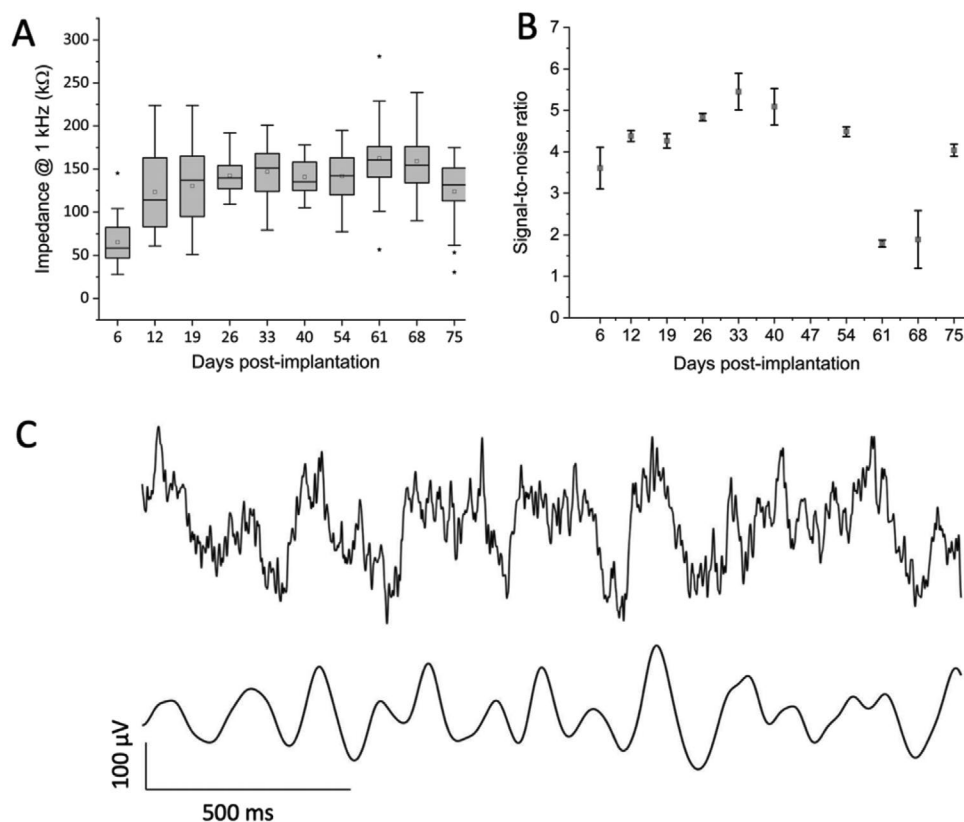 A
Impedance @ 1 kHz (kΩ)
300
250
200
150
100
50
0
6 12 19 26 33 40 54 61 68 75
Days post-implantation
B
Signal-to-noise ratio
7
6
5
4
3
2
1
0
6 12 19 26 33 40 47 54 61 68 75
Days post-implantation
C
100 µV
500 ms